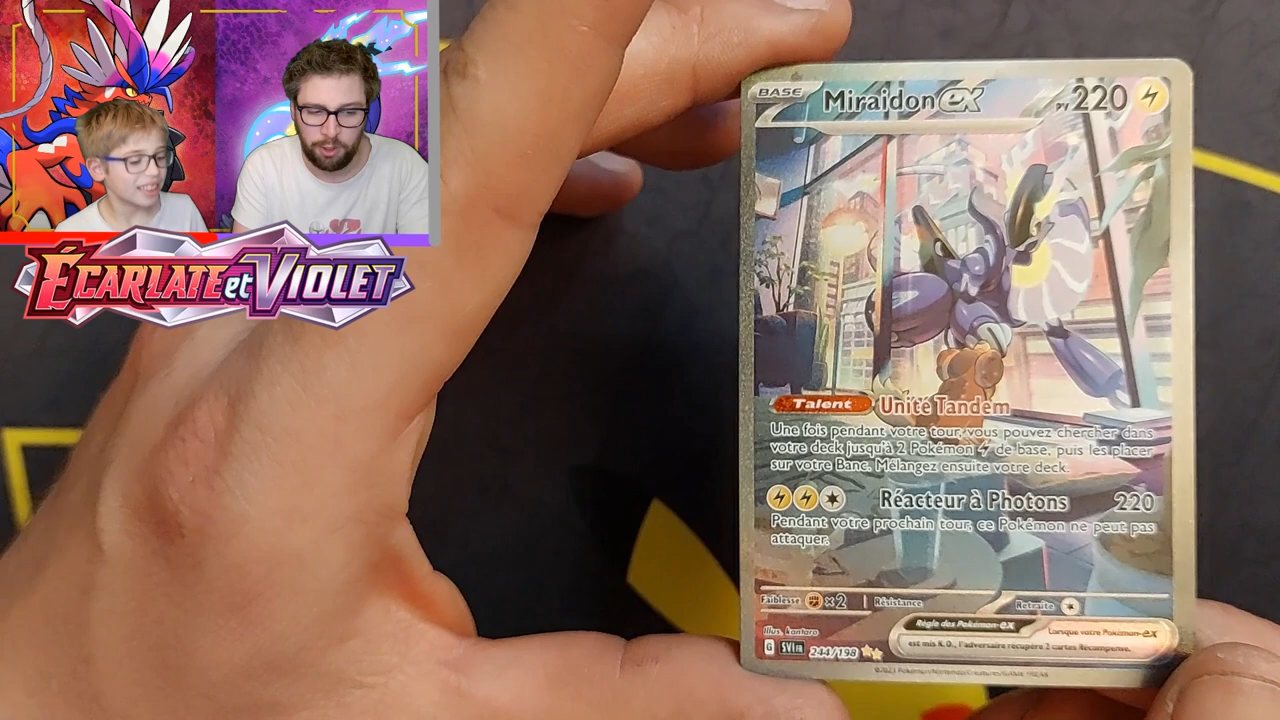 ÉCARLATE et VIOLET
BASE Miraidon ex PV 220
Talent Unité Tandem
Une fois pendant votre tour, vous pouvez chercher dans
votre deck jusqu'à 2 Pokémon de base, puis les placer
sur votre Banc. Mélangez ensuite votre deck.
Réacteur à Photons 220
Pendant votre prochain tour, ce Pokémon ne peut pas
attaquer.
Faiblesse ×2 Résistance Retraite
Illus. kantaro
Règle des Pokémon-ex Lorsque votre Pokémon-ex
est mis K.O., l'adversaire récupère 2 cartes Récompense.
G SVI FR 244/198